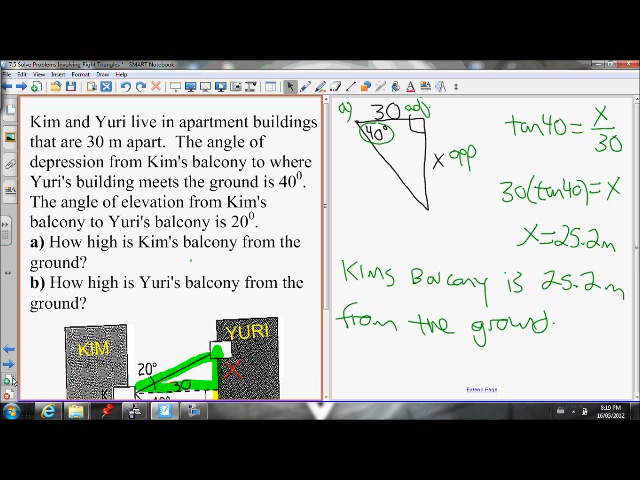 7.5 Solve Problems Involving Right Triangles * - SMART Notebook
File Edit View Insert Format Draw Help
Kim and Yuri live in apartment buildings
that are 30 m apart. The angle of
depression from Kim's balcony to where
Yuri's building meets the ground is 40⁰.
The angle of elevation from Kim's
balcony to Yuri's balcony is 20⁰.
a) How high is Kim's balcony from the
ground?
b) How high is Yuri's balcony from the
ground?
KIM
YURI
20°
X
30
K
a)
30 adj
40°
x opp
tan40 = x/30
30(tan40) = x
x = 25.2m
Kims Balcony is 25.2m
from the ground.
Extend Page
8:19 PM
16/05/2012